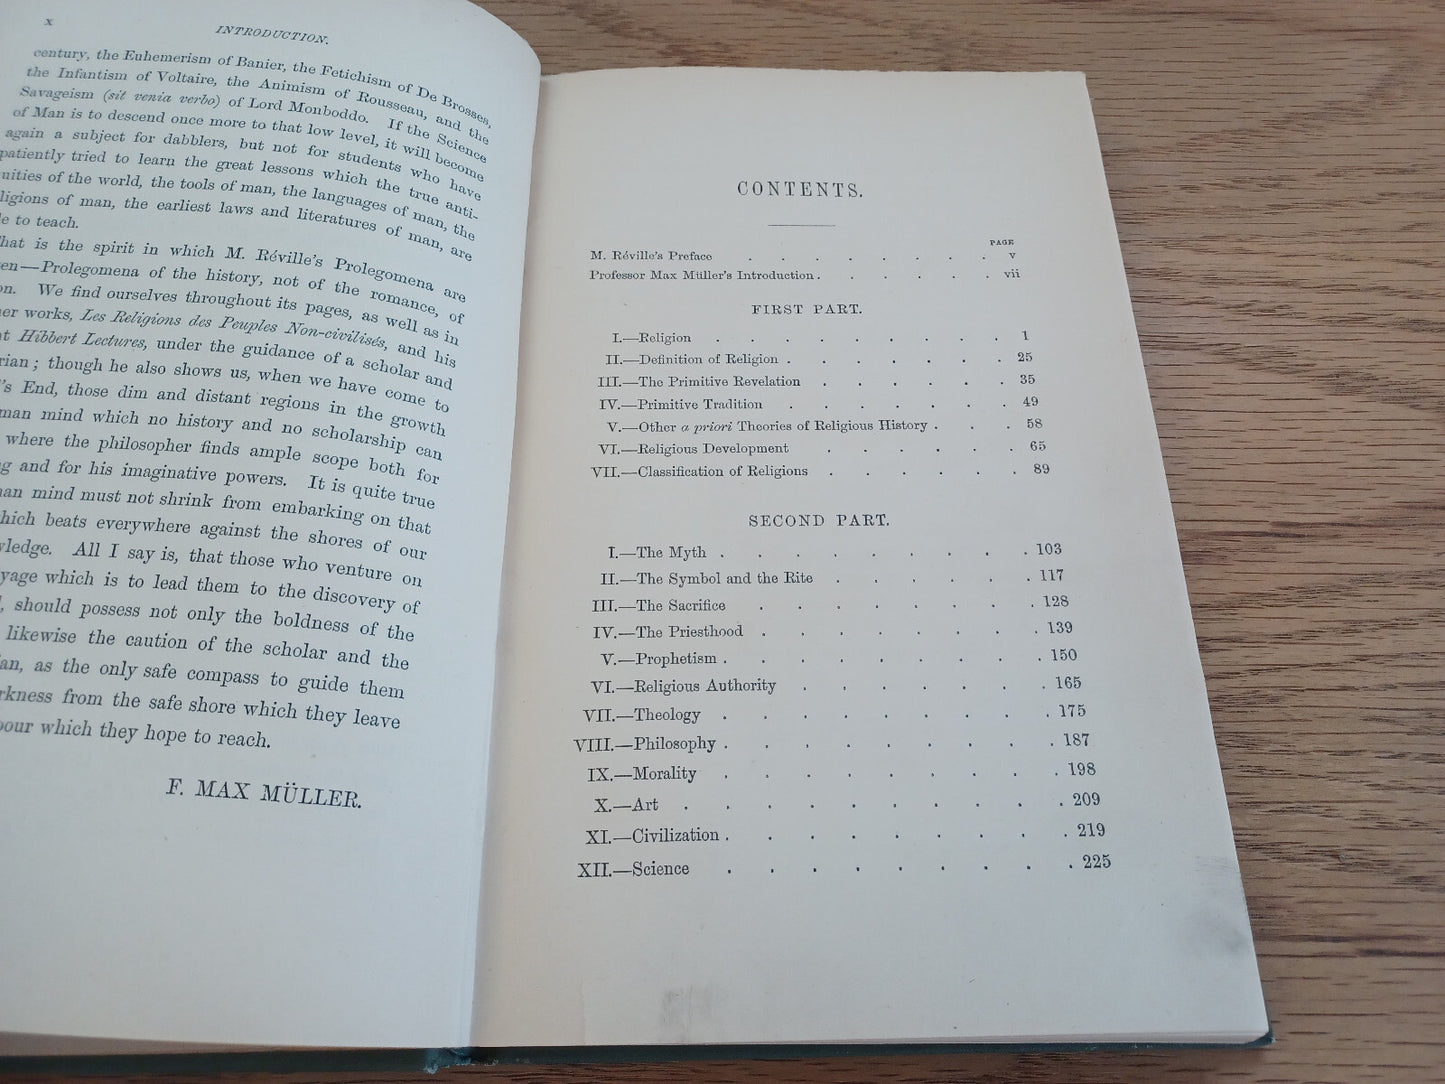 x
INTRODUCTION.
century, the Euhemerism of Banier, the Fetichism of De Brosses,
the Infantism of Voltaire, the Animism of Rousseau, and the
Savageism (sit venia verbo) of Lord Monboddo. If the Science
of Man is to descend once more to that low level, it will become
again a subject for dabblers, but not for students who have
patiently tried to learn the great lessons which the true anti-
uities of the world, the tools of man, the languages of man, the
ligions of man, the earliest laws and literatures of man, are
le to teach.
hat is the spirit in which M. Réville's Prolegomena are
en—Prolegomena of the history, not of the romance, of
on. We find ourselves throughout its pages, as well as in
her works, Les Religions des Peuples Non-civilisés, and his
t Hibbert Lectures, under the guidance of a scholar and
rian; though he also shows us, when we have come to
's End, those dim and distant regions in the growth
man mind which no history and no scholarship can
where the philosopher finds ample scope both for
ng and for his imaginative powers. It is quite true
nan mind must not shrink from embarking on that
hich beats everywhere against the shores of our
wledge. All I say is, that those who venture on
yage which is to lead them to the discovery of
, should possess not only the boldness of the
likewise the caution of the scholar and the
ian, as the only safe compass to guide them
rkness from the safe shore which they leave
bour which they hope to reach.
F. MAX MÜLLER.
CONTENTS.
PAGE
M. Réville's Preface . . . . . . . . v
Professor Max Müller's Introduction . . . . . . vii
FIRST PART.
I.—Religion . . . . . . . . . 1
II.—Definition of Religion . . . . . . . 25
III.—The Primitive Revelation . . . . . . 35
IV.—Primitive Tradition . . . . . . . 49
V.—Other a priori Theories of Religious History . . . 58
VI.—Religious Development . . . . . . 65
VII.—Classification of Religions . . . . . . 89
SECOND PART.
I.—The Myth . . . . . . . . . 103
II.—The Symbol and the Rite . . . . . . 117
III.—The Sacrifice . . . . . . . . 128
IV.—The Priesthood . . . . . . . . 139
V.—Prophetism . . . . . . . . . 150
VI.—Religious Authority . . . . . . . 165
VII.—Theology . . . . . . . . . 175
VIII.—Philosophy . . . . . . . . . 187
IX.—Morality . . . . . . . . . 198
X.—Art . . . . . . . . . . 209
XI.—Civilization . . . . . . . . . 219
XII.—Science . . . . . . . . . 225